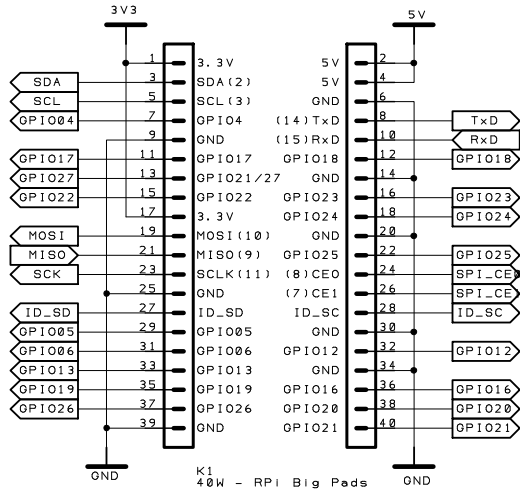 3V3 5V
1 3.3V 5V 2
SDA 3 SDA(2) 5V 4
SCL 5 SCL(3) GND 6
GPIO04 7 GPIO4 (14)TxD 8 TxD
9 GND (15)RxD 10 RxD
GPIO17 11 GPIO17 GPIO18 12 GPIO18
GPIO27 13 GPIO21/27 GND 14
GPIO22 15 GPIO22 GPIO23 16 GPIO23
17 3.3V GPIO24 18 GPIO24
MOSI 19 MOSI(10) GND 20
MISO 21 MISO(9) GPIO25 22 GPIO25
SCK 23 SCLK(11) (8)CE0 24 SPI_CE0
25 GND (7)CE1 26 SPI_CE
ID_SD 27 ID_SD ID_SC 28 ID_SC
GPIO05 29 GPIO05 GND 30
GPIO06 31 GPIO06 GPIO12 32 GPIO12
GPIO13 33 GPIO13 GND 34
GPIO19 35 GPIO19 GPIO16 36 GPIO16
GPIO26 37 GPIO26 GPIO20 38 GPIO20
39 GND GPIO21 40 GPIO21
GND GND
K1
40W - RPi Big Pads